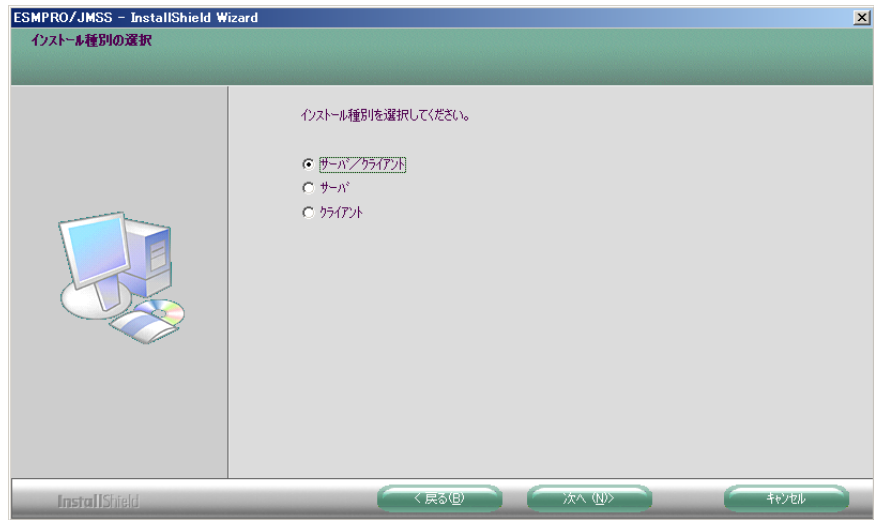 ESMPRO/JMSS - InstallShield Wizard
インストール種別の選択
インストール種別を選択してください。
サーバ/クライアント
サーバ
クライアント
InstallShield
< 戻る(B)
次へ (N)>
キャンセル